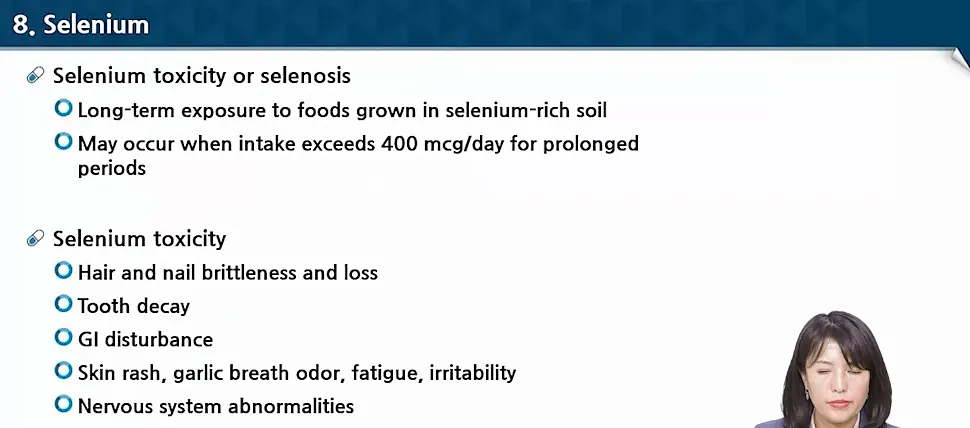 8. Selenium
Selenium toxicity or selenosis
Long-term exposure to foods grown in selenium-rich soil
May occur when intake exceeds 400 mcg/day for prolonged
periods
Selenium toxicity
Hair and nail brittleness and loss
Tooth decay
GI disturbance
Skin rash, garlic breath odor, fatigue, irritability
Nervous system abnormalities